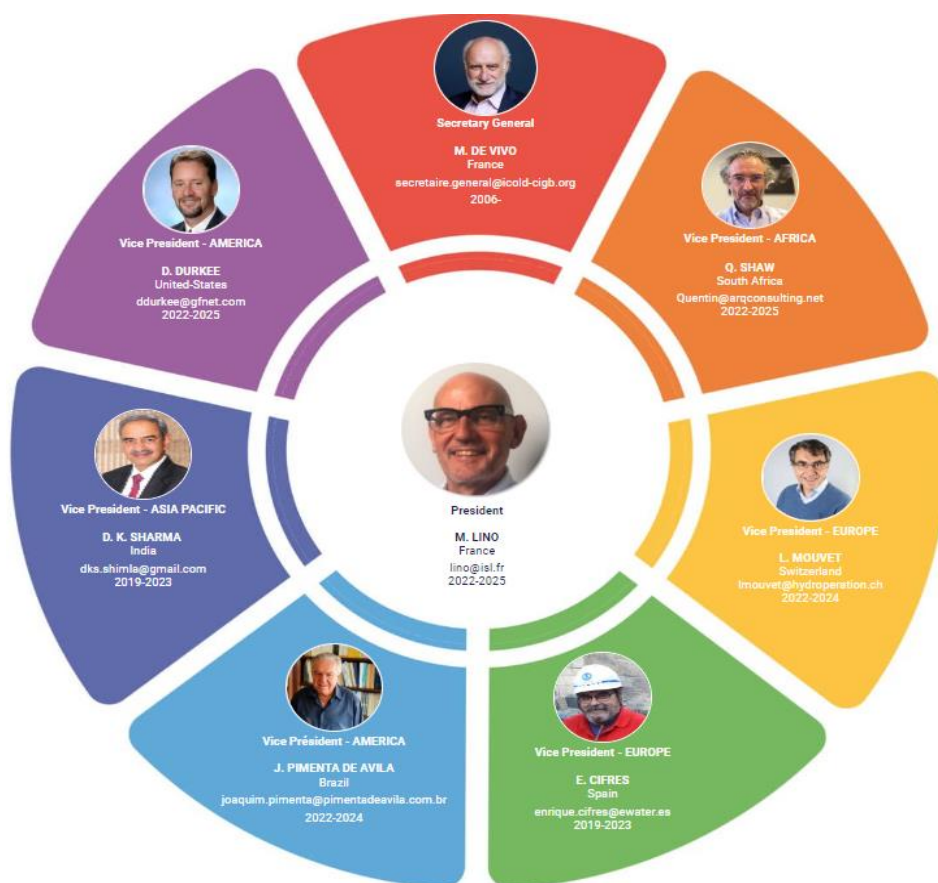 Secretary General
M. DE VIVO
France
secretaire.general@icold-cigb.org
2006-
Vice President - AFRICA
Q. SHAW
South Africa
Quentin@arqconsulting.net
2022-2025
Vice President - EUROPE
L. MOUVET
Switzerland
lmouvet@hydroperation.ch
2022-2024
Vice President - EUROPE
E. CIFRES
Spain
enrique.cifres@ewater.es
2019-2023
Vice Président - AMERICA
J. PIMENTA DE AVILA
Brazil
joaquim.pimenta@pimentadeavila.com.br
2022-2024
Vice President - ASIA PACIFIC
D. K. SHARMA
India
dks.shimla@gmail.com
2019-2023
Vice President - AMERICA
D. DURKEE
United-States
ddurkee@gfnet.com
2022-2025
President
M. LINO
France
lino@isl.fr
2022-2025